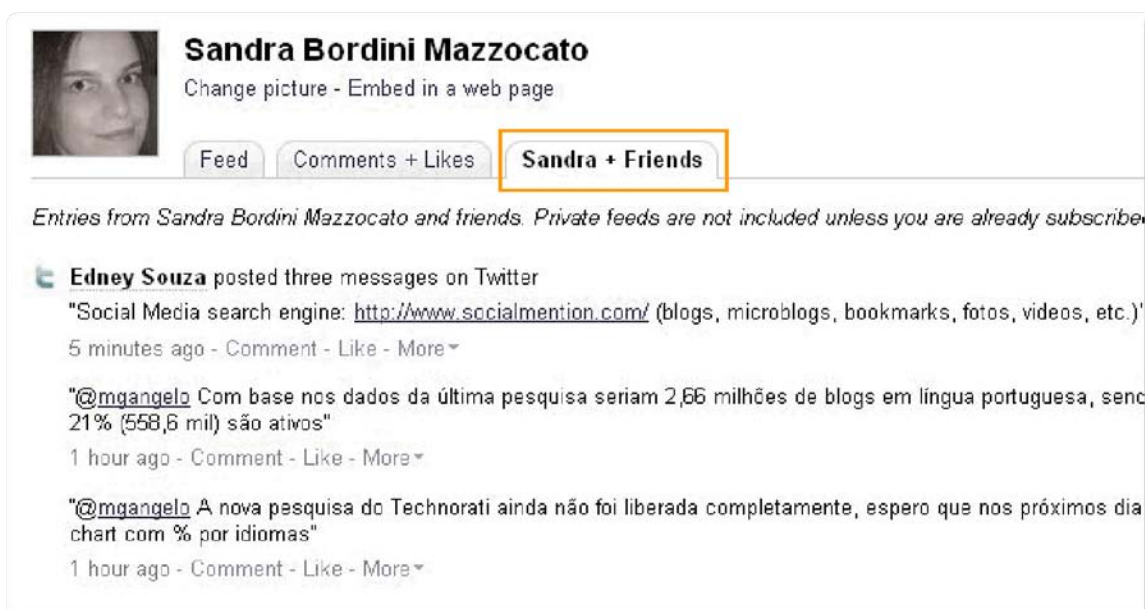 Sandra Bordini Mazzocato
Change picture - Embed in a web page
Feed Comments + Likes Sandra + Friends
Entries from Sandra Bordini Mazzocato and friends. Private feeds are not included unless you are already
Edney Souza posted three messages on Twitter
"Social Media search engine: http://www.socialmention.com/ (blogs, microblogs, bookmarks, fotos, videos, etc.)"
5 minutes ago - Comment - Like - More
"@mgangelo Com base nos dados da última pesquisa seriam 2,66 milhões de blogs em língua portuguesa,
21% (558,6 mil) são ativos"
1 hour ago - Comment - Like - More
"@mgangelo A nova pesquisa do Technorati ainda não foi liberada completamente, espero que nos próximos
chart com % por idiomas"
1 hour ago - Comment - Like - More